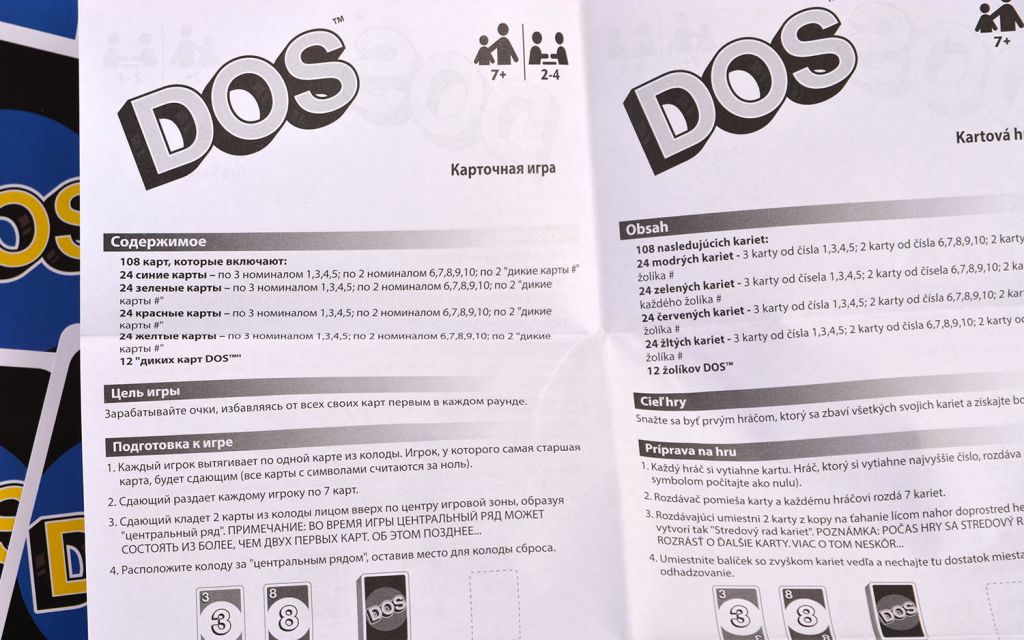 DOS™
7+
2-4
Карточная игра
Содержимое
108 карт, которые включают:
24 синие карты – по 3 номиналом 1,3,4,5; по 2 номиналом 6,7,8,9,10; по 2 "дикие карты #"
24 зеленые карты – по 3 номиналом 1,3,4,5; по 2 номиналом 6,7,8,9,10; по 2 "дикие
карты #"
24 красные карты – по 3 номиналом 1,3,4,5; по 2 номиналом 6,7,8,9,10; по 2 "дикие
карты #"
24 желтые карты – по 3 номиналом 1,3,4,5; по 2 номиналом 6,7,8,9,10; по 2 "дикие
карты #"
12 "диких карт DOS™"
Цель игры
Зарабатывайте очки, избавляясь от всех своих карт первым в каждом раунде.
Подготовка к игре
1. Каждый игрок вытягивает по одной карте из колоды. Игрок, у которого самая старшая
карта, будет сдающим (все карты с символами считаются за ноль).
2. Сдающий раздает каждому игроку по 7 карт.
3. Сдающий кладет 2 карты из колоды лицом вверх по центру игровой зоны, образуя
"центральный ряд". ПРИМЕЧАНИЕ: ВО ВРЕМЯ ИГРЫ ЦЕНТРАЛЬНЫЙ РЯД МОЖЕТ
СОСТОЯТЬ ИЗ БОЛЕЕ, ЧЕМ ДВУХ ПЕРВЫХ КАРТ. ОБ ЭТОМ ПОЗДНЕЕ...
4. Расположите колоду за "центральным рядом", оставив место для колоды сброса.
3
3
8
8
DOS
DOS
7+
Kartová
Obsah
108 nasledujúcich kariet:
24 modrých kariet - 3 karty od čísla 1,3,4,5; 2 karty od čísla 6,7,8,9,10; 2 karty
žolíka #
24 zelených kariet - 3 karty od čísela 1,3,4,5; 2 karty od čísla 6,7,8,9,10; 2 karty
každého žolíka #
24 červených kariet - 3 karty od čísla 1,3,4,5; 2 karty od čísla 6,7,8,9,10; 2 karty
žolíka #
24 žltých kariet - 3 karty od čísla 1,3,4,5; 2 karty od čísla 6,7,8,9,10; 2 karty
žolíka #
12 žolíkov DOS™
Cieľ hry
Snažte sa byť prvým hráčom, ktorý sa zbaví všetkých svojich kariet a získajte
Príprava na hru
1. Každý hráč si vytiahne kartu. Hráč, ktorý si vytiahne najvyššie číslo, rozdáva
symbolom počítajte ako nulu).
2. Rozdávač pomieša karty a každému hráčovi rozdá 7 kariet.
3. Rozdávajúci umiestni 2 karty z kopy na ťahanie lícom nahor doprostred
vytvorí tak "Stredový rad kariet". POZNÁMKA: POČAS HRY SA STREDOVÝ
ROZRÁSŤ O ĎALŠIE KARTY. VIAC O TOM NESKÔR...
4. Umiestnite balíček so zvyškom kariet vedľa a nechajte tu dostatok miesta
odhadzovanie.
3
3
8
8
DOS